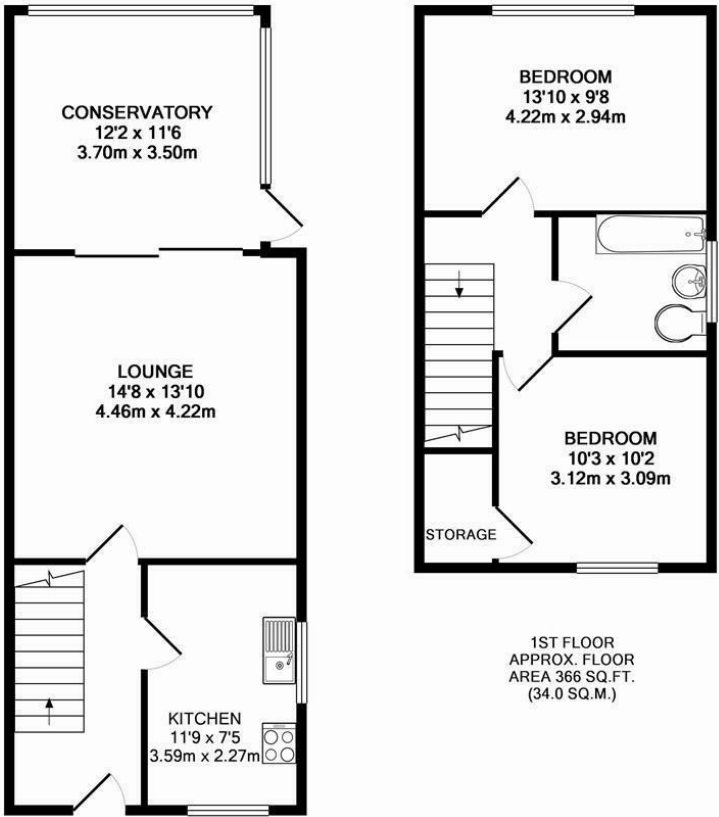 CONSERVATORY
12'2 x 11'6
3.70m x 3.50m
LOUNGE
14'8 x 13'10
4.46m x 4.22m
KITCHEN
11'9 x 7'5
3.59m x 2.27m
BEDROOM
13'10 x 9'8
4.22m x 2.94m
BEDROOM
10'3 x 10'2
3.12m x 3.09m
STORAGE
1ST FLOOR
APPROX. FLOOR
AREA 366 SQ.FT.
(34.0 SQ.M.)